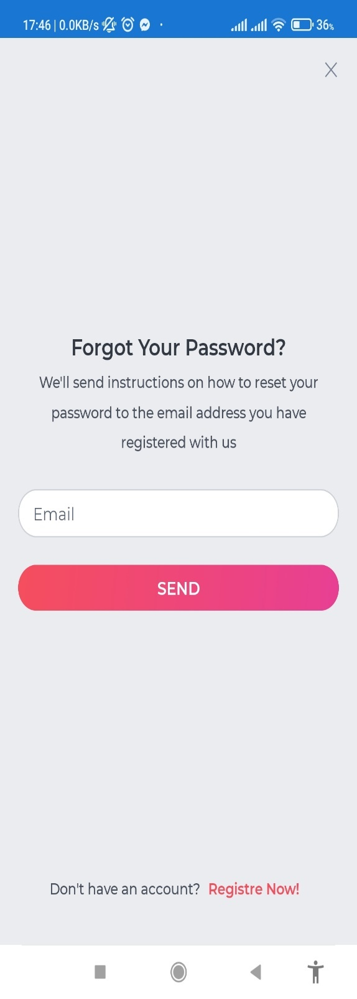 17:46 | 0.0KB/s 36%
X
Forgot Your Password?
We'll send instructions on how to reset your
password to the email address you have
registered with us
Email
SEND
Don't have an account? Registre Now!